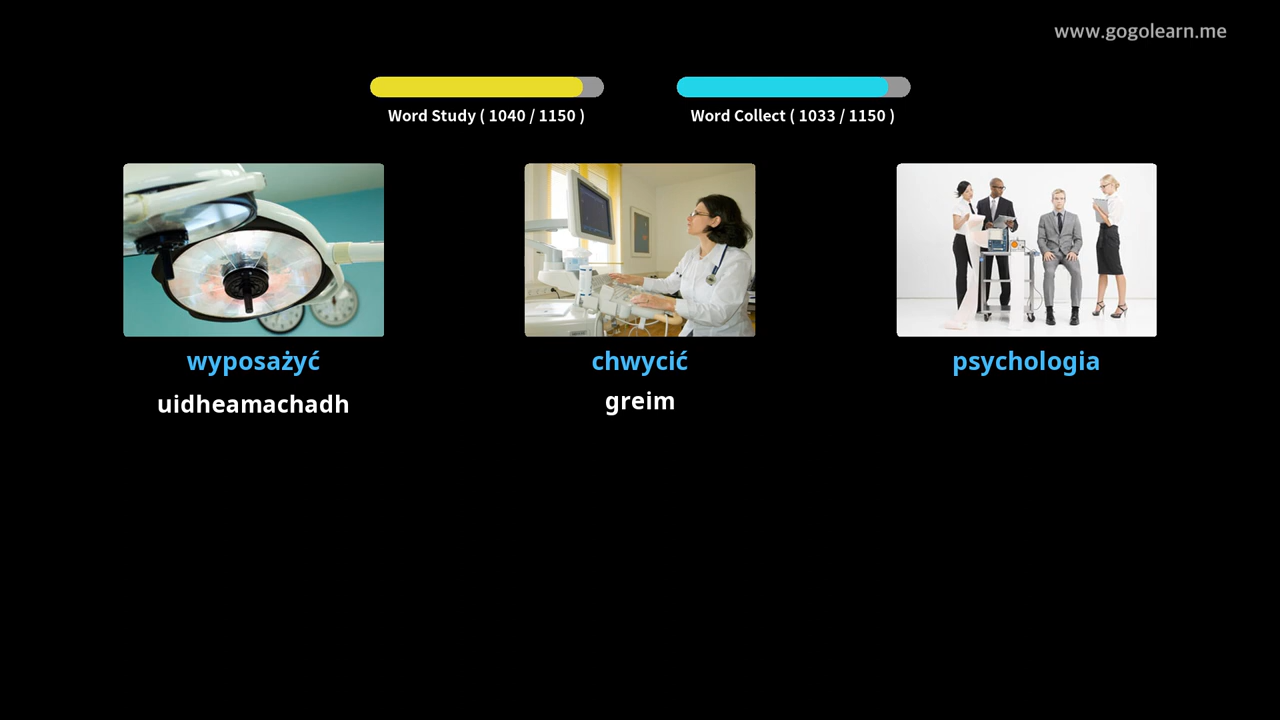 www.gogolearn.me
Word Study ( 1040 / 1150 )
Word Collect ( 1033 / 1150 )
wyposażyć
chwycić
psychologia
uidheamachadh
greim